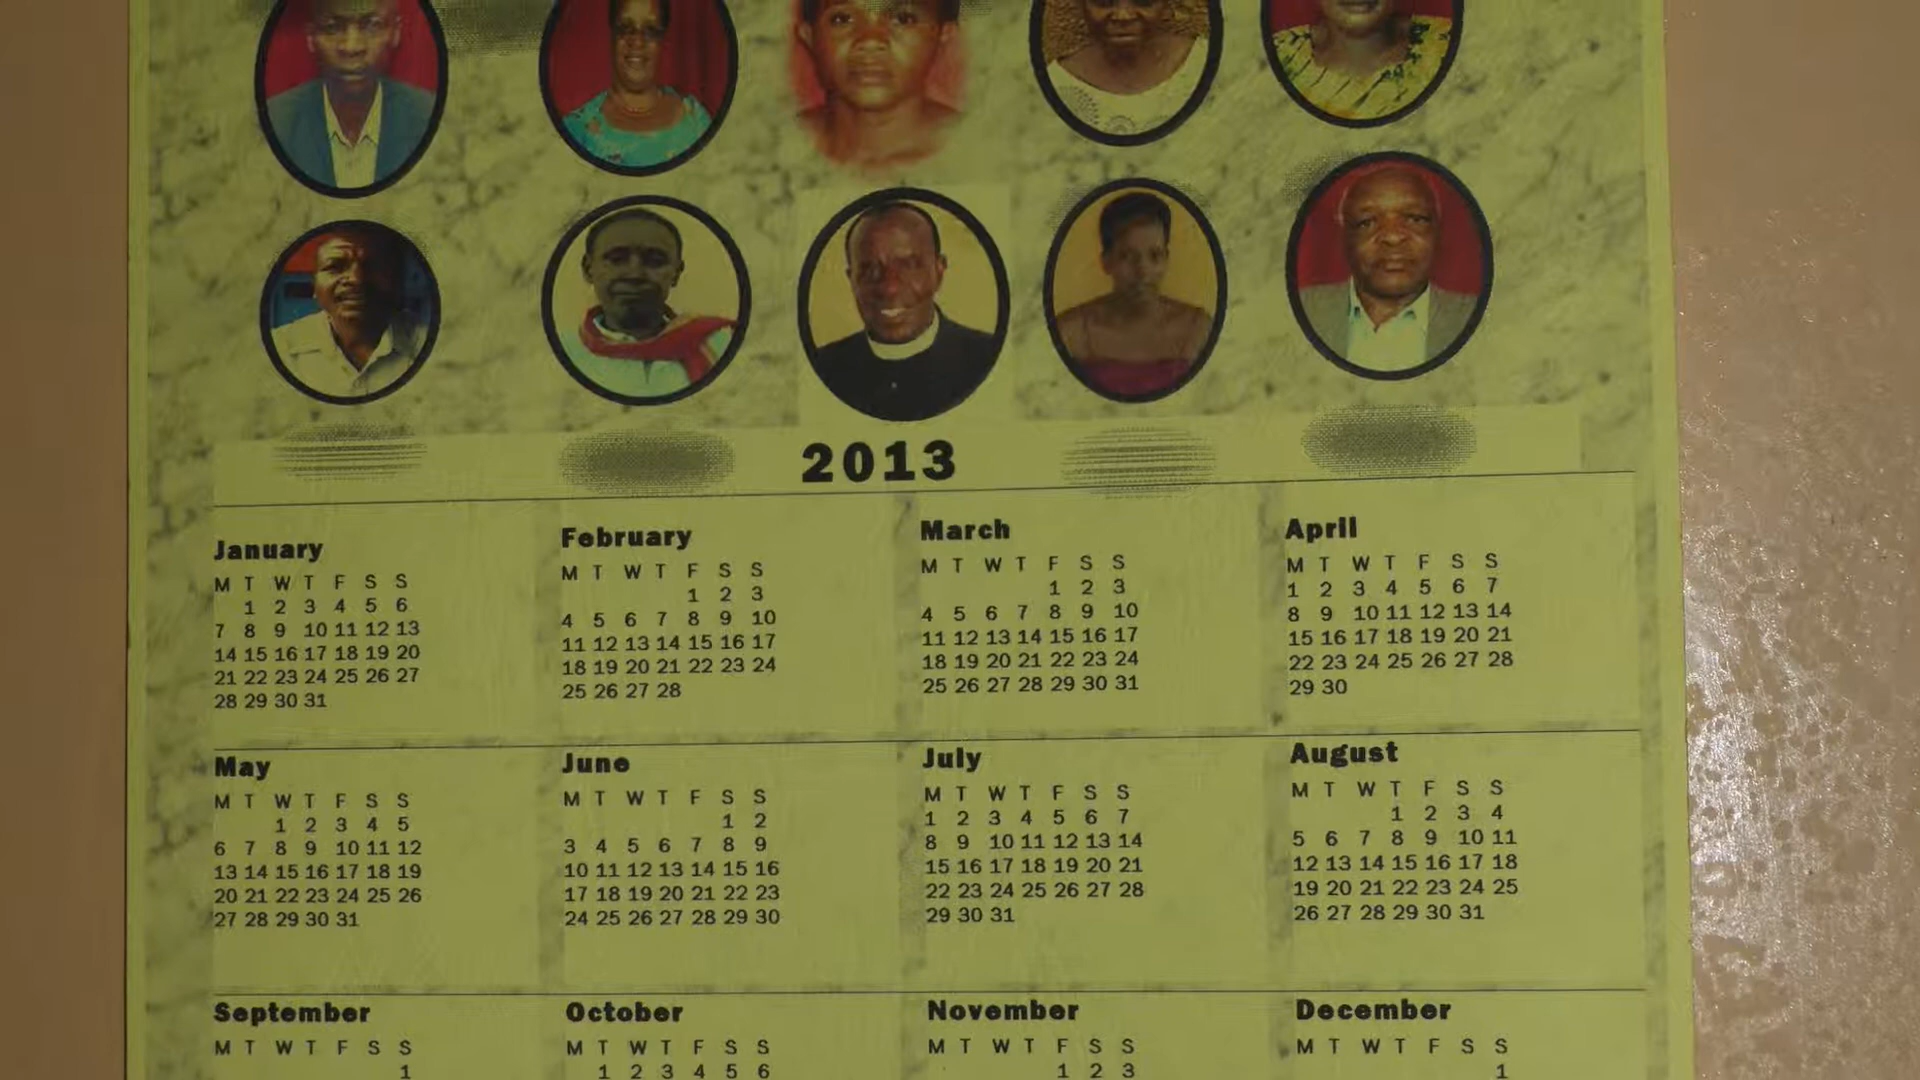 2013
January
M T W T F S S
1 2 3 4 5 6
7 8 9 10 11 12 13
14 15 16 17 18 19 20
21 22 23 24 25 26 27
28 29 30 31
February
M T W T F S S
1 2 3
4 5 6 7 8 9 10
11 12 13 14 15 16 17
18 19 20 21 22 23 24
25 26 27 28
March
M T W T F S S
1 2 3
4 5 6 7 8 9 10
11 12 13 14 15 16 17
18 19 20 21 22 23 24
25 26 27 28 29 30 31
April
M T W T F S S
1 2 3 4 5 6 7
8 9 10 11 12 13 14
15 16 17 18 19 20 21
22 23 24 25 26 27 28
29 30
May
M T W T F S S
1 2 3 4 5
6 7 8 9 10 11 12
13 14 15 16 17 18 19
20 21 22 23 24 25 26
27 28 29 30 31
June
M T W T F S S
1 2
3 4 5 6 7 8 9
10 11 12 13 14 15 16
17 18 19 20 21 22 23
24 25 26 27 28 29 30
July
M T W T F S S
1 2 3 4 5 6 7
8 9 10 11 12 13 14
15 16 17 18 19 20 21
22 23 24 25 26 27 28
29 30 31
August
M T W T F S S
1 2 3 4
5 6 7 8 9 10 11
12 13 14 15 16 17 18
19 20 21 22 23 24 25
26 27 28 29 30 31
September
M T W T F S S
1
October
M T W T F S S
1 2 3 4 5 6
November
M T W T F S S
1 2 3
December
M T W T F S S
1